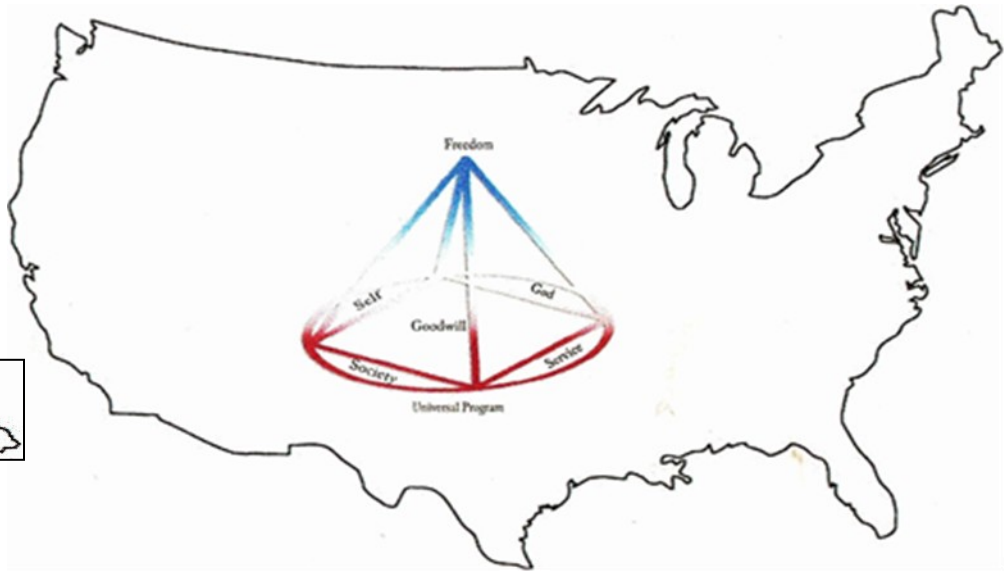 Freedom
Self
God
Goodwill
Society
Service
Universal Program